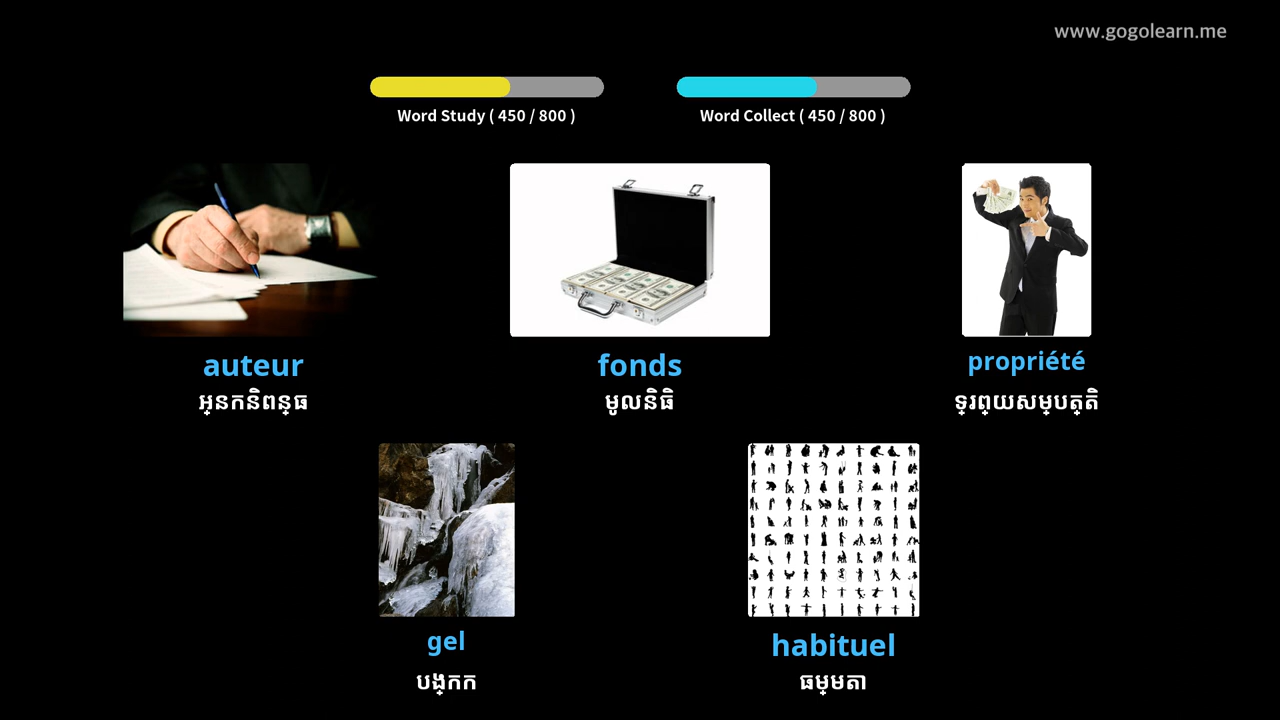 www.gogolearn.me
Word Study ( 450 / 800 )
Word Collect ( 450 / 800 )
auteur
អ្នកនិពន្ធ
fonds
មូលនិធិ
propriété
ទ្រព្យសម្បត្តិ
gel
បង្កក
habituel
ធម្មតា